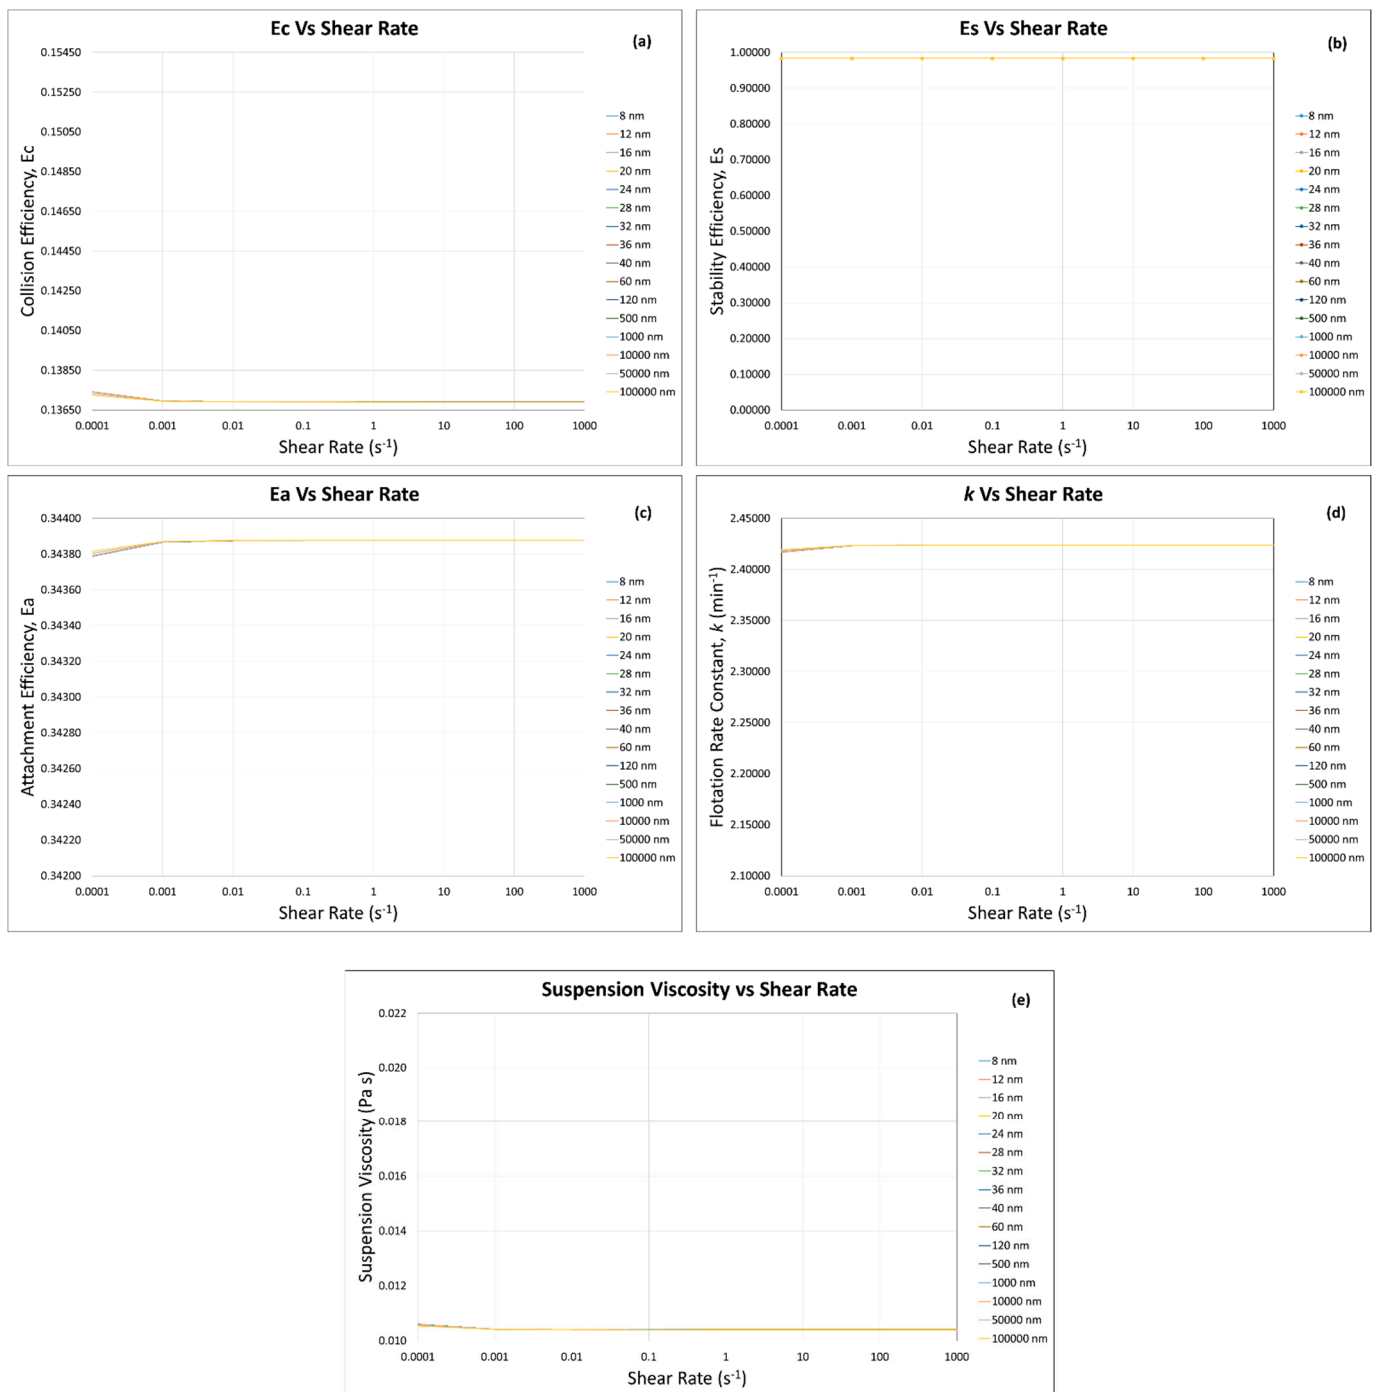 Ec Vs Shear Rate
(a)
0.15450
0.15250
0.15050
0.14850
0.14650
0.14450
0.14250
0.14050
0.13850
0.13650
Collision Efficiency, Ec
0.0001 0.001 0.01 0.1 1 10 100 1000
Shear Rate (s⁻¹)
8 nm
12 nm
16 nm
20 nm
24 nm
28 nm
32 nm
36 nm
40 nm
60 nm
120 nm
500 nm
1000 nm
10000 nm
50000 nm
100000 nm
Es Vs Shear Rate
(b)
1.00000
0.90000
0.80000
0.70000
0.60000
0.50000
0.40000
0.30000
0.20000
0.10000
0.00000
Stability Efficiency, Es
0.0001 0.001 0.01 0.1 1 10 100 1000
Shear Rate (s⁻¹)
8 nm
12 nm
16 nm
20 nm
24 nm
28 nm
32 nm
36 nm
40 nm
60 nm
120 nm
500 nm
1000 nm
10000 nm
50000 nm
100000 nm
Ea Vs Shear Rate
(c)
0.34400
0.34380
0.34360
0.34340
0.34320
0.34300
0.34280
0.34260
0.34240
0.34220
0.34200
Attachment Efficiency, Ea
0.0001 0.001 0.01 0.1 1 10 100 1000
Shear Rate (s⁻¹)
8 nm
12 nm
16 nm
20 nm
24 nm
28 nm
32 nm
36 nm
40 nm
60 nm
120 nm
500 nm
1000 nm
10000 nm
50000 nm
100000 nm
k Vs Shear Rate
(d)
2.45000
2.40000
2.35000
2.30000
2.25000
2.20000
2.15000
2.10000
Flotation Rate Constant, k (min⁻¹)
0.0001 0.001 0.01 0.1 1 10 100 1000
Shear Rate (s⁻¹)
8 nm
12 nm
16 nm
20 nm
24 nm
28 nm
32 nm
36 nm
40 nm
60 nm
120 nm
500 nm
1000 nm
10000 nm
50000 nm
100000 nm
Suspension Viscosity vs Shear Rate
(e)
0.022
0.020
0.018
0.016
0.014
0.012
0.010
Suspension Viscosity (Pa s)
0.0001 0.001 0.01 0.1 1 10 100 1000
Shear Rate (s⁻¹)
8 nm
12 nm
16 nm
20 nm
24 nm
28 nm
32 nm
36 nm
40 nm
60 nm
120 nm
500 nm
1000 nm
10000 nm
50000 nm
100000 nm